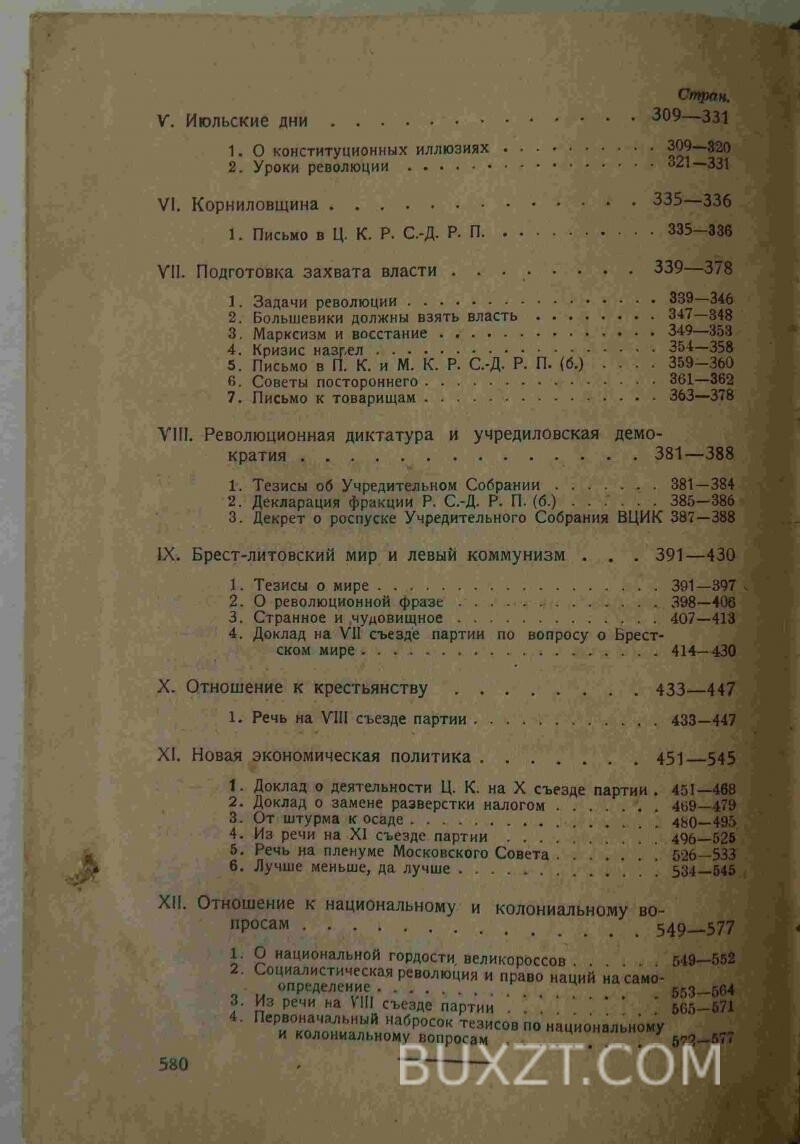 Стран.
V. Июльские дни . . . . . . . . . . . . . 309—331
1. О конституционных иллюзиях . . . . . . . . . . 309—320
2. Уроки революции . . . . . . . . . . . . . . . . 321—331
VI. Корниловщина . . . . . . . . . . . . . 335—336
1. Письмо в Ц. К. Р. С.-Д. Р. П. . . . . . . . . . . 335—336
VII. Подготовка захвата власти . . . . . . . . 339—378
1. Задачи революции . . . . . . . . . . . . . . . 339—346
2. Большевики должны взять власть . . . . . . . . 347—348
3. Марксизм и восстание . . . . . . . . . . . . . 349—353
4. Кризис назрел . . . . . . . . . . . . . . . . . 354—358
5. Письмо в П. К. и М. К. Р. С.-Д. Р. П. (б.) . . . . 359—360
6. Советы постороннего . . . . . . . . . . . . . . 361—362
7. Письмо к товарищам . . . . . . . . . . . . . . 363—378
VIII. Революционная диктатура и учредиловская демо-
кратия . . . . . . . . . . . . . . 381—388
1. Тезисы об Учредительном Собрании . . . . . . . 381—384
2. Декларация фракции Р. С.-Д. Р. П. (б.) . . . . . . 385—386
3. Декрет о роспуске Учредительного Собрания ВЦИК 387—388
IX. Брест-литовский мир и левый коммунизм . . . 391—430
1. Тезисы о мире . . . . . . . . . . . . . . . . . 391—397
2. О революционной фразе . . . . . . . . . . . . . 398—406
3. Странное и чудовищное . . . . . . . . . . . . . 407—413
4. Доклад на VII съезде партии по вопросу о Брест-
ском мире . . . . . . . . . . . . . . . . . . 414—430
X. Отношение к крестьянству . . . . . . . . 433—447
1. Речь на VIII съезде партии . . . . . . . . . . . . 433—447
XI. Новая экономическая политика . . . . . . . 451—545
1. Доклад о деятельности Ц. К. на X съезде партии . 451—468
2. Доклад о замене разверстки налогом . . . . . . . 469—479
3. От штурма к осаде . . . . . . . . . . . . . . . 480—495
4. Из речи на XI съезде партии . . . . . . . . . . 496—525
5. Речь на пленуме Московского Совета . . . . . . . 526—533
6. Лучше меньше, да лучше . . . . . . . . . . . . . 534—545
XII. Отношение к национальному и колониальному во-
просам . . . . . . . . . . . . . . 549—577
1. О национальной гордости великороссов . . . . . . 549—552
2. Социалистическая революция и право наций на само-
определение . . . . . . . . . . . . . . . . . 553—564
3. Из речи на VIII съезде партии . . . . . . . . . . 565—571
4. Первоначальный набросок тезисов по национальному
и колониальному вопросам . . . . . . . . . . 572—577
580
BUXZT.COM